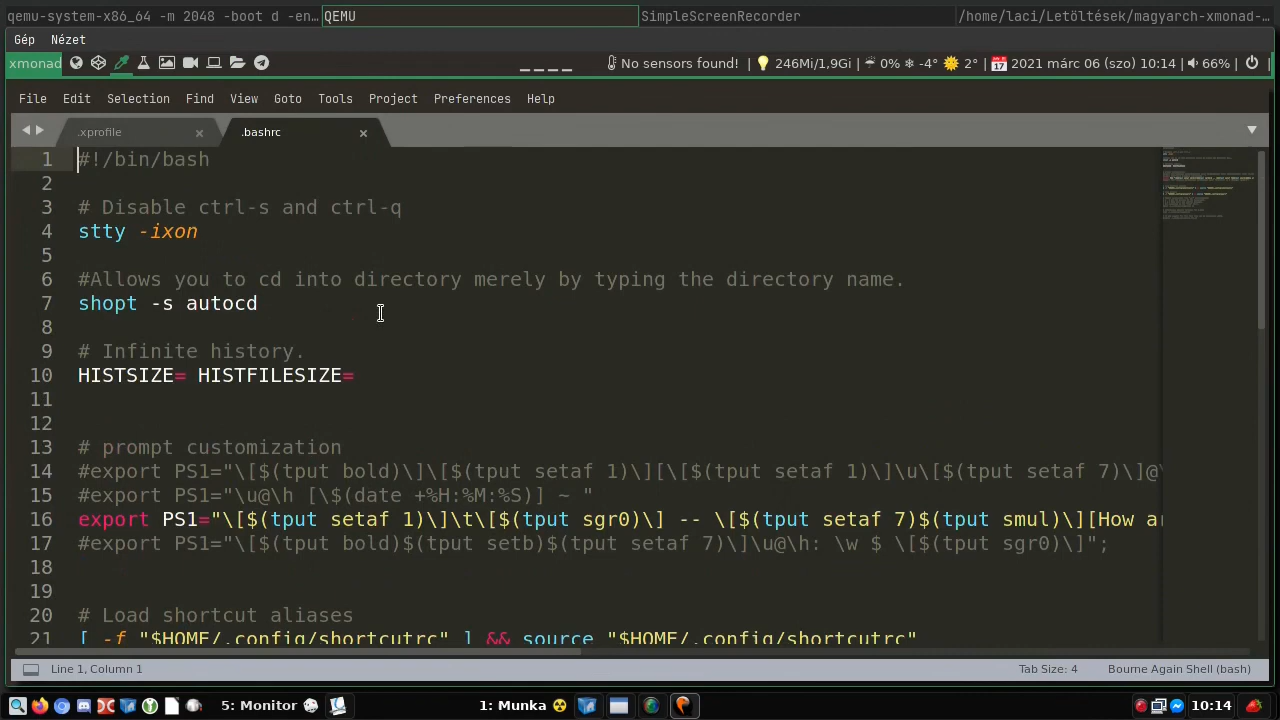 qemu-system-x86_64 -m 2048 -boot d -en...
QEMU
SimpleScreenRecorder
/home/laci/Letöltések/magyarch-xmonad-...
Gép Nézet
xmonad
No sensors found! | 246Mi/1,9Gi | 0% -4° 2° | 2021 márc 06 (szo) 10:14 | 66% |
File Edit Selection Find View Goto Tools Project Preferences Help
.xprofile × .bashrc ×
1 #!/bin/bash
2
3 # Disable ctrl-s and ctrl-q
4 stty -ixon
5
6 #Allows you to cd into directory merely by typing the directory name.
7 shopt -s autocd
8
9 # Infinite history.
10 HISTSIZE= HISTFILESIZE=
11
12
13 # prompt customization
14 #export PS1="\[$(tput bold)\]\[$(tput setaf 1)\][\[$(tput setaf 1)\]\u\[$(tput setaf 7)\]@\
15 #export PS1="\u@\h [\$(date +%H:%M:%S)] ~ "
16 export PS1="\[$(tput setaf 1)\]\t\[$(tput sgr0)\] -- \[$(tput setaf 7)$(tput smul)\][How ar
17 #export PS1="\[$(tput bold)$(tput setb)$(tput setaf 7)\]\u@\h: \w $ \[$(tput sgr0)\]";
18
19
20 # Load shortcut aliases
21 [ -f "$HOME/.config/shortcutrc" ] && source "$HOME/.config/shortcutrc"
Line 1, Column 1
Tab Size: 4
Bourne Again Shell (bash)
5: Monitor
1: Munka
10:14